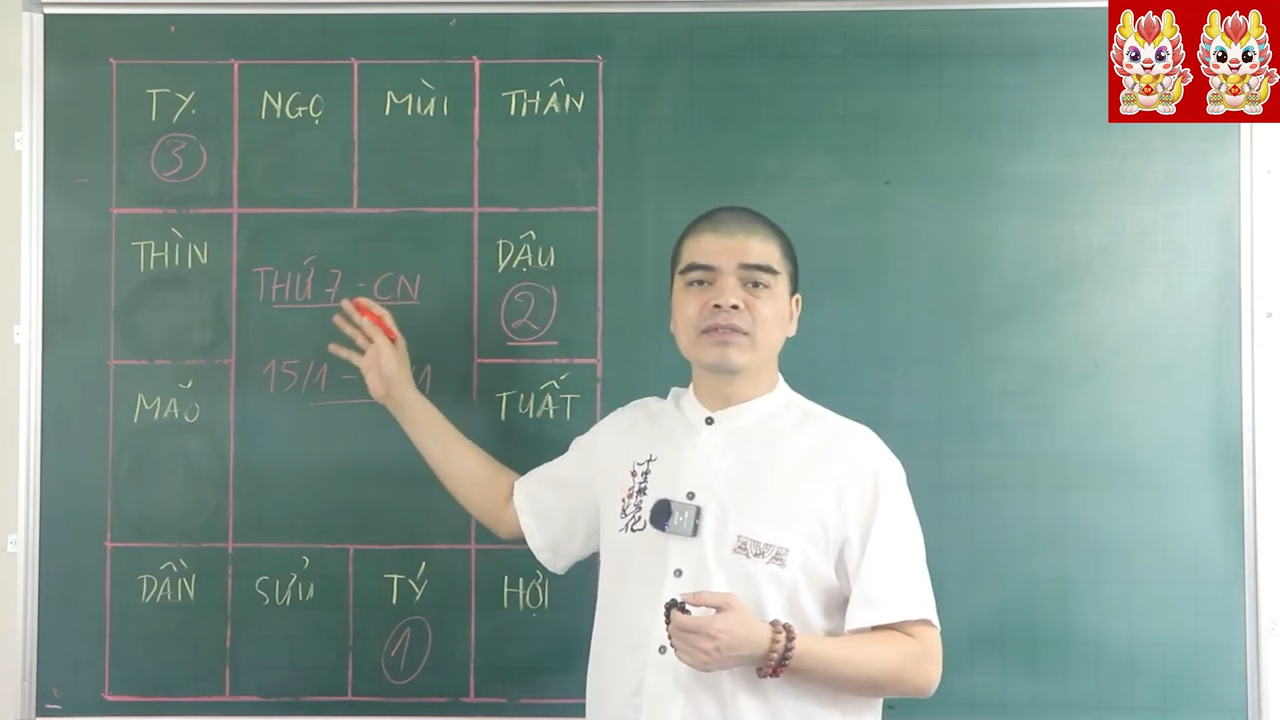 TY.
3
NGỌ
MÙI
THÂN
THÌN
THỨ 7 - CN
DẬU
2
MÃO
15/1 -
TUẤT
DẦN
SỬU
TÝ
1
HỢI